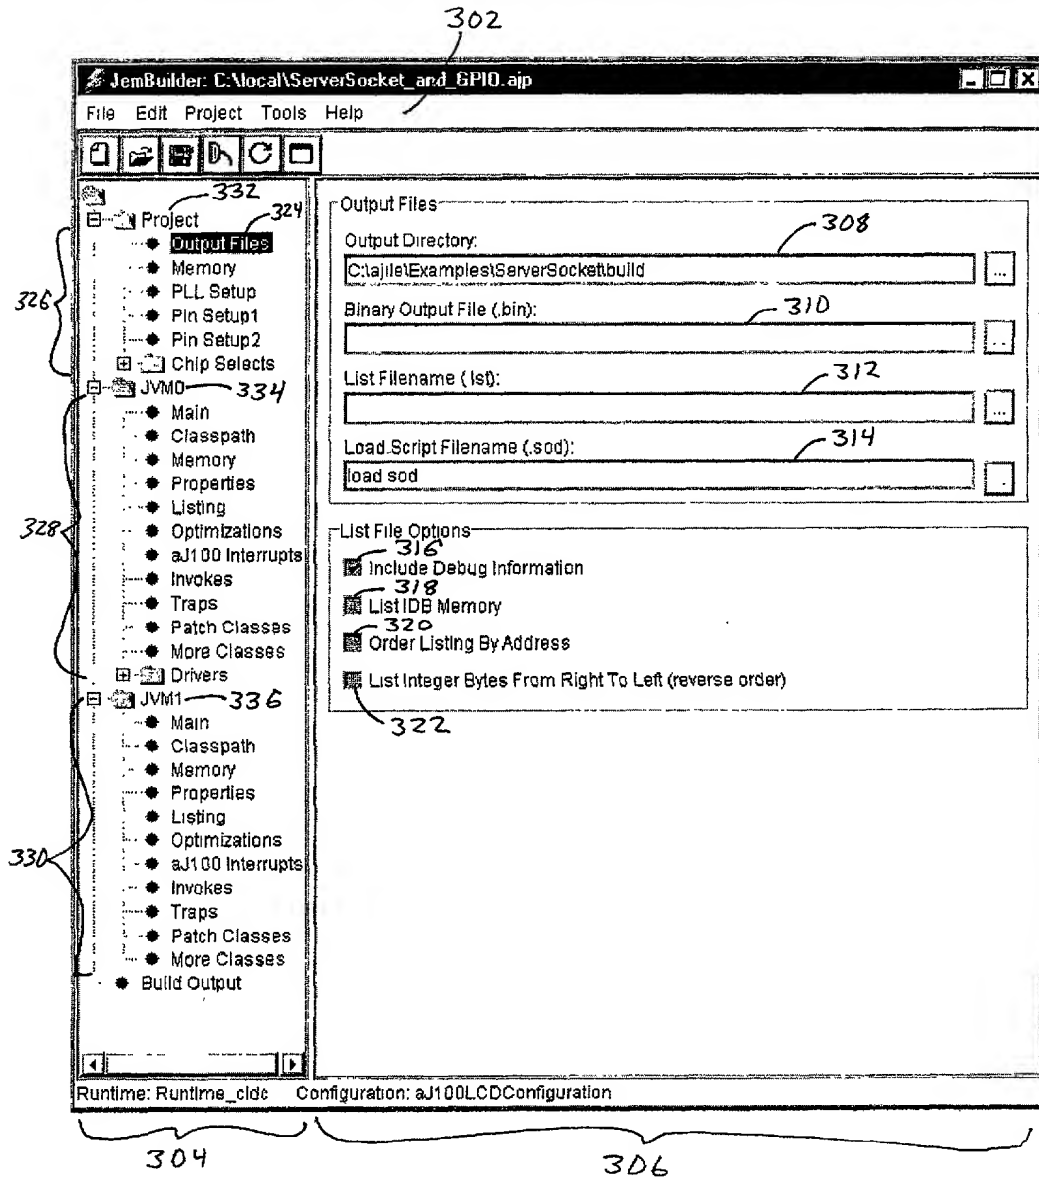 302
JemBuilder: C:\local\ServerSocket_and_GPIO.ajp
File Edit Project Tools Help
332
Project
324
Output Files
Memory
PLL Setup
326
Pin Setup1
Pin Setup2
Chip Selects
JVM0
334
Main
Classpath
Memory
Properties
Listing
328
Optimizations
aJ100 Interrupts
Invokes
Traps
Patch Classes
More Classes
Drivers
JVM1
336
Main
Classpath
Memory
Properties
Listing
Optimizations
330
aJ100 Interrupts
Invokes
Traps
Patch Classes
More Classes
Build Output
Output Files
Output Directory:
308
C:\ajile\Examples\ServerSocket\build
...
Binary Output File (.bin):
310
...
List Filename (.lst):
312
...
Load Script Filename (.sod):
314
load sod
...
List File Options
316
Include Debug Information
318
List IDB Memory
320
Order Listing By Address
List Integer Bytes From Right To Left (reverse order)
322
Runtime: Runtime_cldc Configuration: aJ100LCDConfiguration
304
306